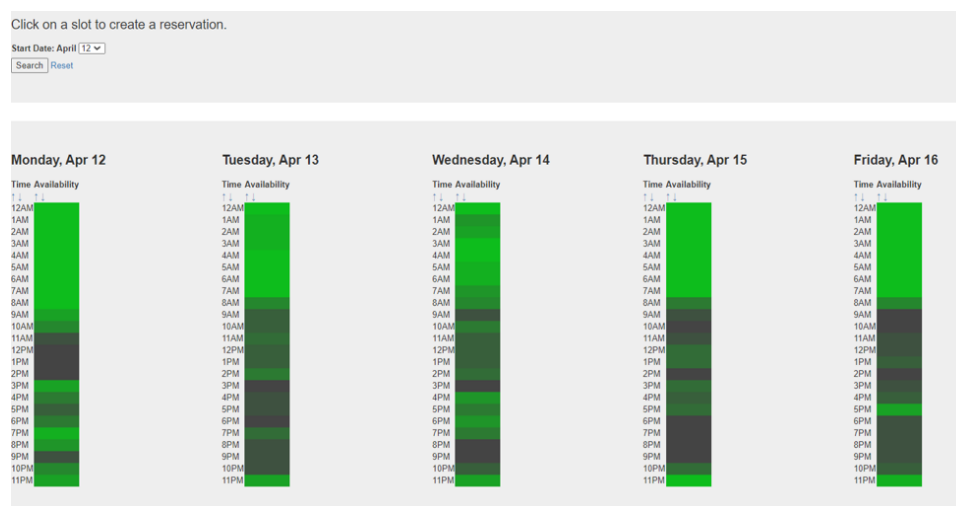 Click on a slot to create a reservation.
Start Date: April 12
Search Reset
Monday, Apr 12
Time Availability
↑↓ ↑↓
12AM
1AM
2AM
3AM
4AM
5AM
6AM
7AM
8AM
9AM
10AM
11AM
12PM
1PM
2PM
3PM
4PM
5PM
6PM
7PM
8PM
9PM
10PM
11PM
Tuesday, Apr 13
Time Availability
↑↓ ↑↓
12AM
1AM
2AM
3AM
4AM
5AM
6AM
7AM
8AM
9AM
10AM
11AM
12PM
1PM
2PM
3PM
4PM
5PM
6PM
7PM
8PM
9PM
10PM
11PM
Wednesday, Apr 14
Time Availability
↑↓ ↑↓
12AM
1AM
2AM
3AM
4AM
5AM
6AM
7AM
8AM
9AM
10AM
11AM
12PM
1PM
2PM
3PM
4PM
5PM
6PM
7PM
8PM
9PM
10PM
11PM
Thursday, Apr 15
Time Availability
↑↓ ↑↓
12AM
1AM
2AM
3AM
4AM
5AM
6AM
7AM
8AM
9AM
10AM
11AM
12PM
1PM
2PM
3PM
4PM
5PM
6PM
7PM
8PM
9PM
10PM
11PM
Friday, Apr 16
Time Availability
↑↓ ↑↓
12AM
1AM
2AM
3AM
4AM
5AM
6AM
7AM
8AM
9AM
10AM
11AM
12PM
1PM
2PM
3PM
4PM
5PM
6PM
7PM
8PM
9PM
10PM
11PM